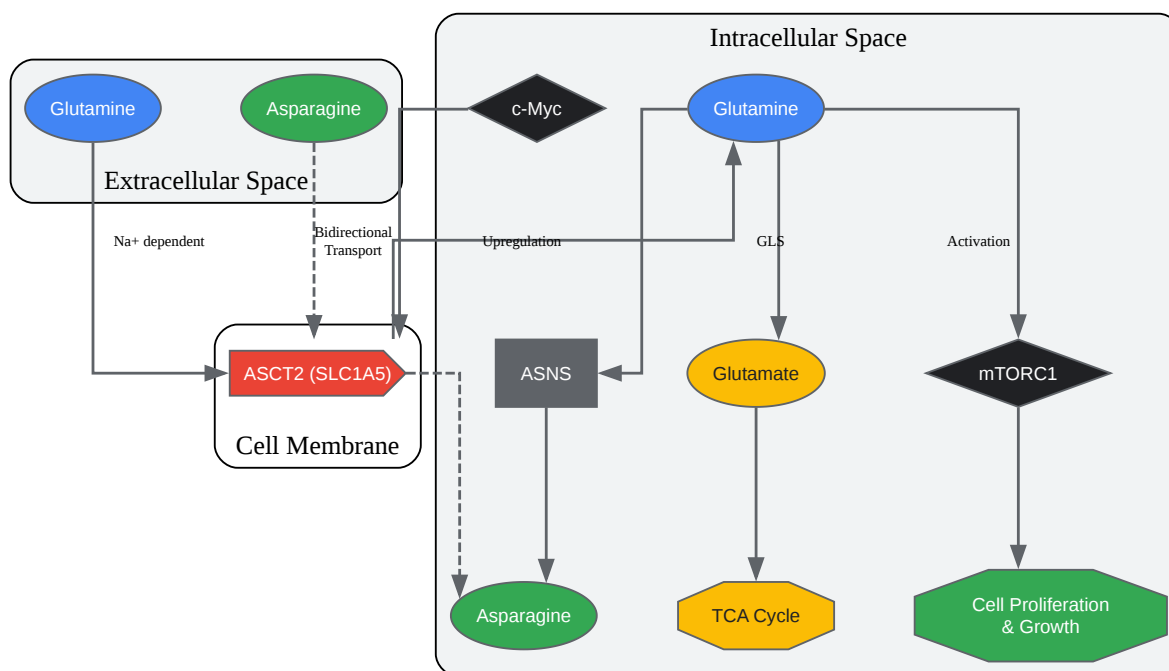 Intracellular Space
Glutamine
Asparagine
c-Myc
Glutamine
Extracellular Space
Na+ dependent
Bidirectional
Transport
Upregulation
GLS
Activation
ASCT2 (SLC1A5)
ASNS
Glutamate
mTORC1
Cell Membrane
Asparagine
TCA Cycle
Cell Proliferation
& Growth